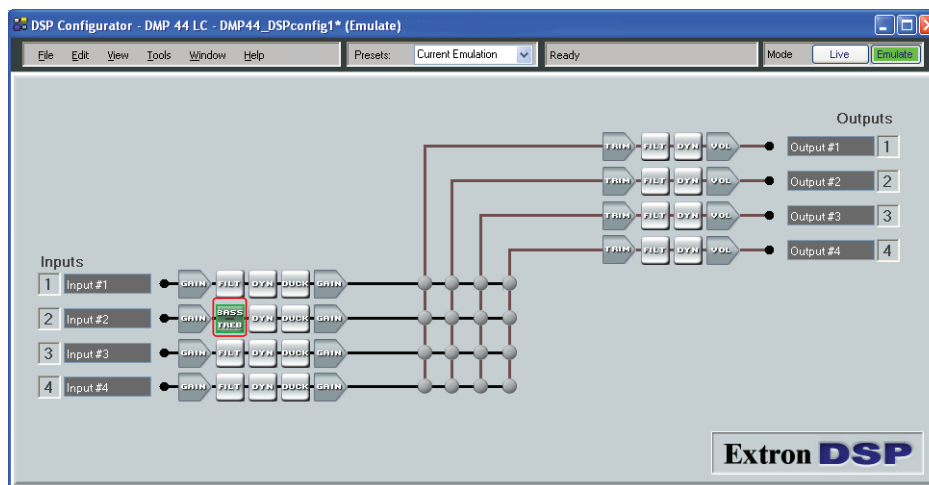 DSP Configurator - DMP 44 LC - DMP44_DSPconfig1* (Emulate)
File Edit View Tools Window Help Presets: Current Emulation Ready Mode Live Emulate
Outputs
TRIM FILT DYN VOL Output #1 1
TRIM FILT DYN VOL Output #2 2
TRIM FILT DYN VOL Output #3 3
TRIM FILT DYN VOL Output #4 4
Inputs
1 Input #1 GAIN FILT DYN DUCK GAIN
2 Input #2 GAIN BASS TREB DYN DUCK GAIN
3 Input #3 GAIN FILT DYN DUCK GAIN
4 Input #4 GAIN FILT DYN DUCK GAIN
Extron DSP